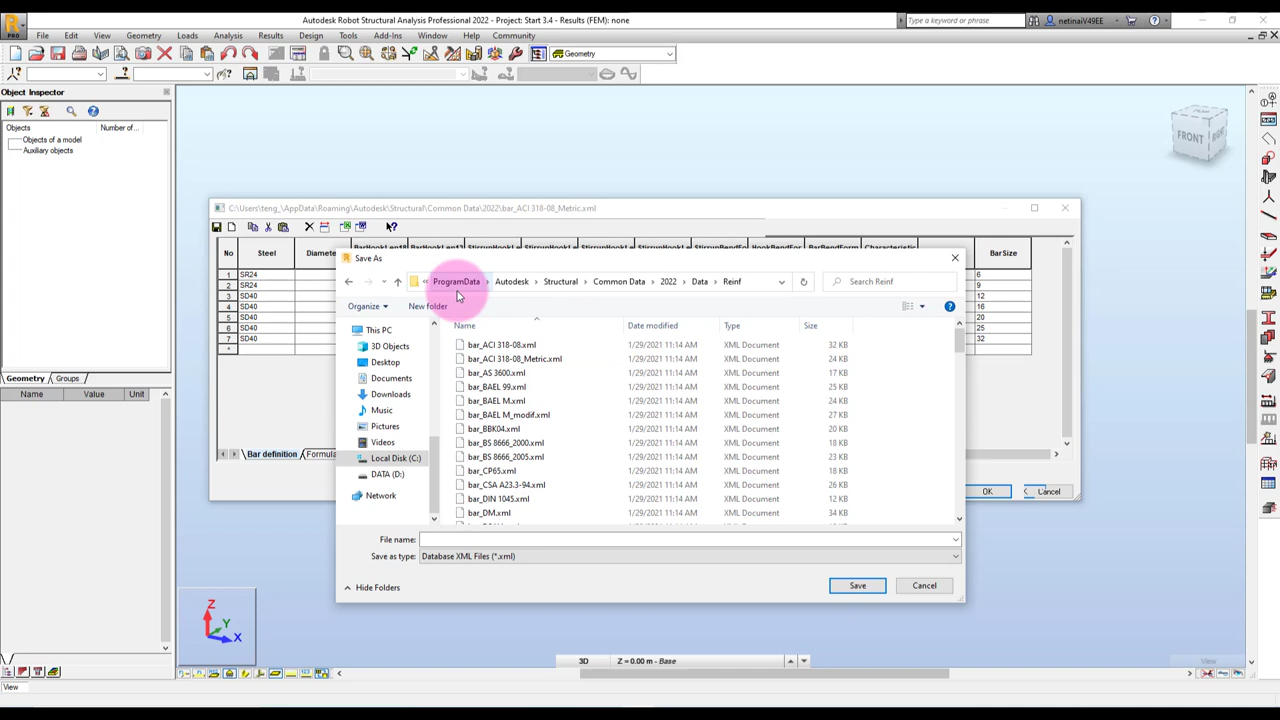 Autodesk Robot Structural Analysis Professional 2022 - Project: Start 3.4 - Results (FEM): none
Type a keyword or phrase
netinaiV49EE
PRO
File Edit View Geometry Loads Analysis Results Design Tools Add-Ins Window Help Community
Geometry
Object Inspector
Objects Number of...
Objects of a model
Auxiliary objects
FRONT
RIGHT
C:\Users\teng_\AppData\Roaming\Autodesk\Structural\Common Data\2022\bar_ACI 318-08_Metric.xml
No Steel BarSize
1 SR24 6
2 SR24 9
3 SD40 12
4 SD40 16
5 SD40 20
6 SD40 25
7 SD40 32
*
Bar definition
OK Cancel
Save As
« ProgramData › Autodesk › Structural › Common Data › 2022 › Data › Reinf
Search Reinf
Organize New folder
Name Date modified Type Size
This PC
3D Objects
Desktop
Documents
Downloads
Music
Pictures
Videos
Local Disk (C:)
DATA (D:)
Network
bar_ACI 318-08.xml 1/29/2021 11:14 AM XML Document 32 KB
bar_ACI 318-08_Metric.xml 1/29/2021 11:14 AM XML Document 24 KB
bar_AS 3600.xml 1/29/2021 11:14 AM XML Document 17 KB
bar_BAEL 99.xml 1/29/2021 11:14 AM XML Document 25 KB
bar_BAEL M.xml 1/29/2021 11:14 AM XML Document 24 KB
bar_BAEL M_modif.xml 1/29/2021 11:14 AM XML Document 27 KB
bar_BBK04.xml 1/29/2021 11:14 AM XML Document 20 KB
bar_BS 8666_2000.xml 1/29/2021 11:14 AM XML Document 18 KB
bar_BS 8666_2005.xml 1/29/2021 11:14 AM XML Document 23 KB
bar_CP65.xml 1/29/2021 11:14 AM XML Document 18 KB
bar_CSA A23.3-94.xml 1/29/2021 11:14 AM XML Document 26 KB
bar_DIN 1045.xml 1/29/2021 11:14 AM XML Document 12 KB
bar_DM.xml 1/29/2021 11:14 AM XML Document 34 KB
File name:
Save as type: Database XML Files (*.xml)
Hide Folders
Save Cancel
Geometry Groups
Name Value Unit
Z
Y
X
3D Z = 0.00 m - Base
View
View